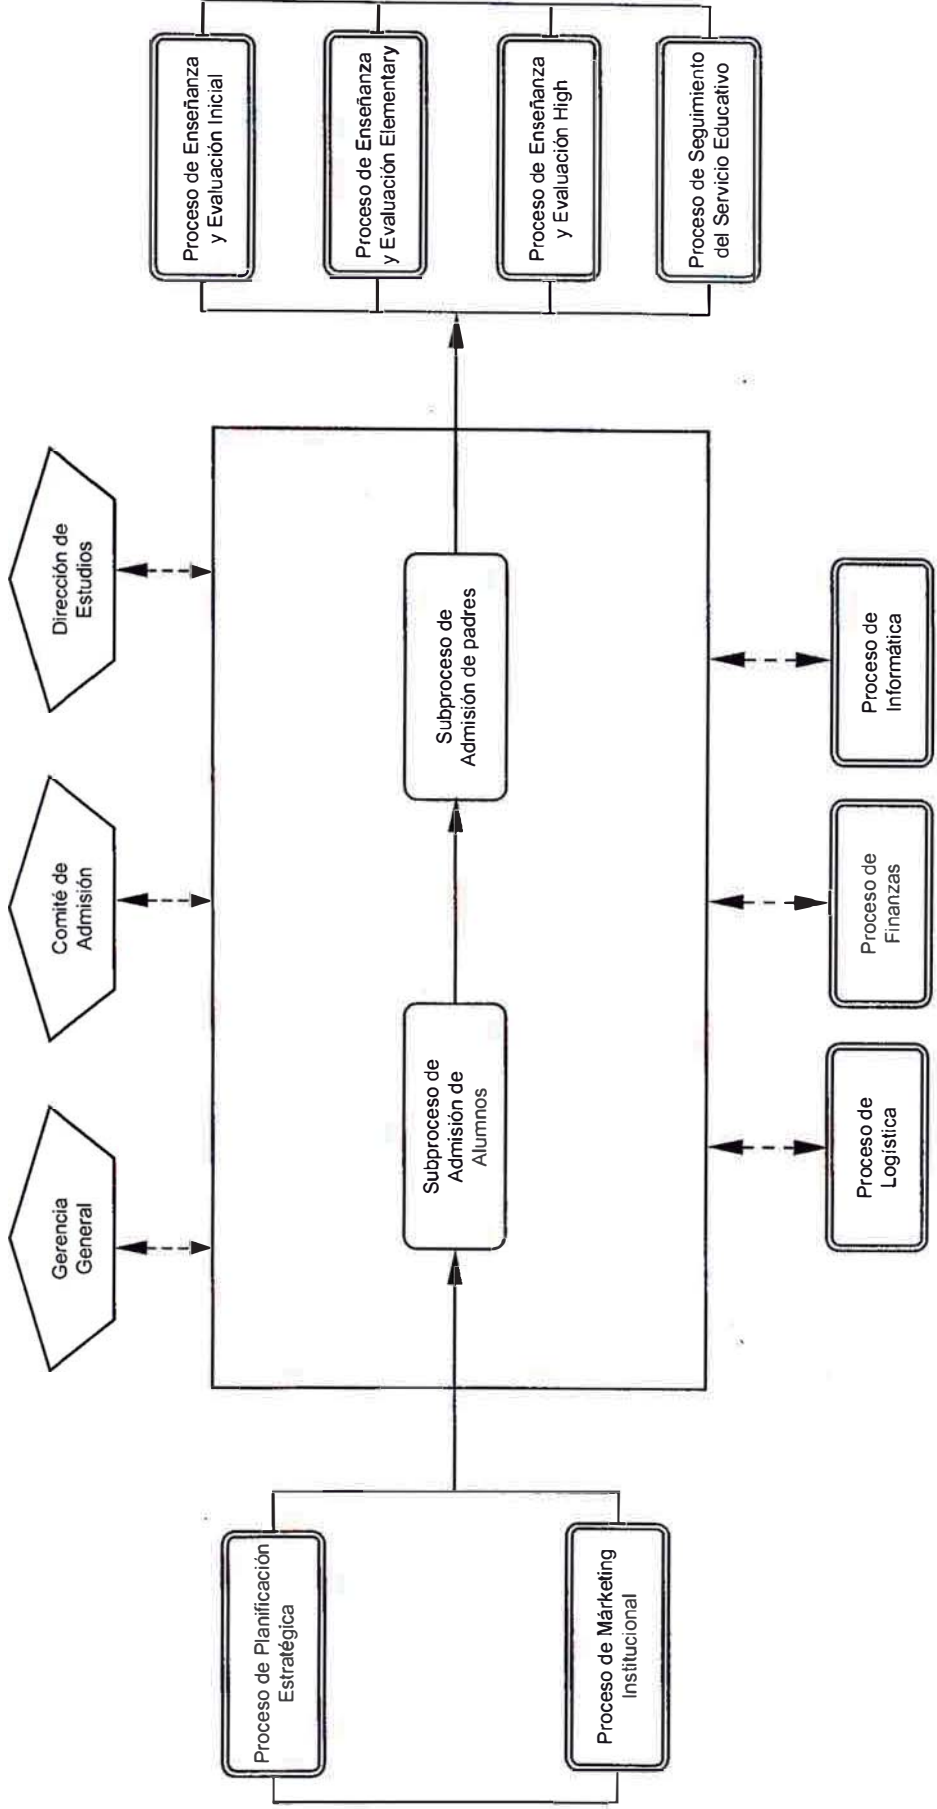 Gerencia
General
Comité de
Admisión
Dirección de
Estudios
Proceso de Planificación
Estratégica
Proceso de Márketing
Institucional
Subproceso de
Admisión de
Alumnos
Subproceso de
Admisión de padres
Proceso de Enseñanza
y Evaluación Inicial
Proceso de Enseñanza
y Evaluación Elementary
Proceso de Enseñanza
y Evaluación High
Proceso de Seguimiento
del Servicio Educativo
Proceso de
Logística
Proceso de
Finanzas
Proceso de
Informática